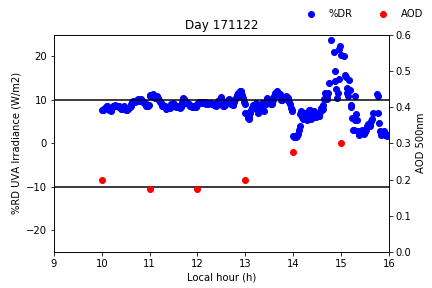 %DR AOD
Day 171122
20
10
0
−10
−20
%RD UVA Irradiance (W/m2)
0.6
0.5
0.4
0.3
0.2
0.1
0.0
AOD 500nm
9 10 11 12 13 14 15 16
Local hour (h)